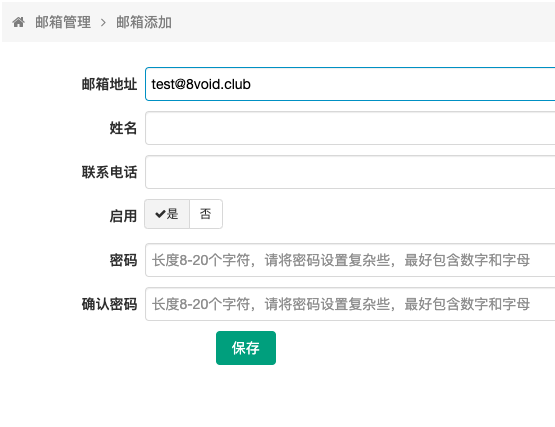 邮箱管理 > 邮箱添加
邮箱地址 test@8void.club
姓名
联系电话
启用 是 否
密码 长度8-20个字符，请将密码设置复杂些，最好包含数字和字母
确认密码 长度8-20个字符，请将密码设置复杂些，最好包含数字和字母
保存